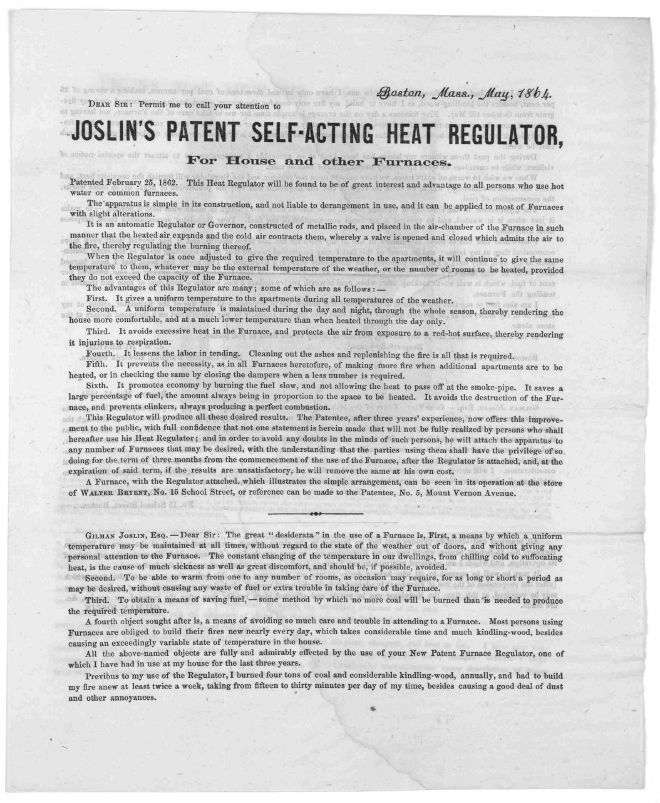 Boston, Mass., May, 1864.
DEAR SIR: Permit me to call your attention to
JOSLIN'S PATENT SELF-ACTING HEAT REGULATOR,
For House and other Furnaces.
Patented February 25, 1862. This Heat Regulator will be found to be of great interest and advantage to all persons who use hot
water or common furnaces.
The apparatus is simple in its construction, and not liable to derangement in use, and it can be applied to most of Furnaces
with slight alterations.
It is an automatic Regulator or Governor, constructed of metallic rods, and placed in the air-chamber of the Furnace in such
manner that the heated air expands and the cold air contracts them, whereby a valve is opened and closed which admits the air to
the fire, thereby regulating the burning thereof.
When the Regulator is once adjusted to give the required temperature to the apartments, it will continue to give the same
temperature to them, whatever may be the external temperature of the weather, or the number of rooms to be heated, provided
they do not exceed the capacity of the Furnace.
The advantages of this Regulator are many; some of which are as follows:—
First. It gives a uniform temperature to the apartments during all temperatures of the weather.
Second. A uniform temperature is maintained during the day and night, through the whole season, thereby rendering the
house more comfortable, and at a much lower temperature than when heated through the day only.
Third. It avoids excessive heat in the Furnace, and protects the air from exposure to a red-hot surface, thereby rendering
it injurious to respiration.
Fourth. It lessens the labor in tending. Cleaning out the ashes and replenishing the fire is all that is required.
Fifth. It prevents the necessity, as in all Furnaces heretofore, of making more fire when additional apartments are to be
heated, or in checking the same by closing the dampers when a less number is required.
Sixth. It promotes economy by burning the fuel slow, and not allowing the heat to pass off at the smoke-pipe. It saves a
large percentage of fuel, the amount always being in proportion to the space to be heated. It avoids the destruction of the Fur-
nace, and prevents clinkers, always producing a perfect combustion.
This Regulator will produce all these desired results. The Patentee, after three years' experience, now offers this improve-
ment to the public, with full confidence that not one statement is herein made that will not be fully realized by persons who shall
hereafter use his Heat Regulator; and in order to avoid any doubts in the minds of such persons, he will attach the apparatus to
any number of Furnaces that may be desired, with the understanding that the parties using them shall have the privilege of so
doing for the term of three months from the commencement of the use of the Furnace, after the Regulator is attached, and, at the
expiration of said term, if the results are unsatisfactory, he will remove the same at his own cost.
A Furnace, with the Regulator attached, which illustrates the simple arrangement, can be seen in its operation at the store
of WALTER BRYENT, No. 15 School Street, or reference can be made to the Patentee, No. 5, Mount Vernon Avenue.
GILMAN JOSLIN, ESQ.—Dear Sir: The great "desiderata" in the use of a Furnace is, First, a means by which a uniform
temperature may be maintained at all times, without regard to the state of the weather out of doors, and without giving any
personal attention to the Furnace. The constant changing of the temperature in our dwellings, from chilling cold to suffocating
heat, is the cause of much sickness as well as great discomfort, and should be, if possible, avoided.
Second. To be able to warm from one to any number of rooms, as occasion may require, for as long or short a period as
may be desired, without causing any waste of fuel or extra trouble in taking care of the Furnace.
Third. To obtain a means of saving fuel,—some method by which no more coal will be burned than is needed to produce
the required temperature.
A fourth object sought after is, a means of avoiding so much care and trouble in attending to a Furnace. Most persons using
Furnaces are obliged to build their fires new nearly every day, which takes considerable time and much kindling-wood, besides
causing an exceedingly variable state of temperature in the house.
All the above-named objects are fully and admirably effected by the use of your New Patent Furnace Regulator, one of
which I have had in use at my house for the last three years.
Previous to my use of the Regulator, I burned four tons of coal and considerable kindling-wood, annually, and had to build
my fire anew at least twice a week, taking from fifteen to thirty minutes per day of my time, besides causing a good deal of dust
and other annoyances.